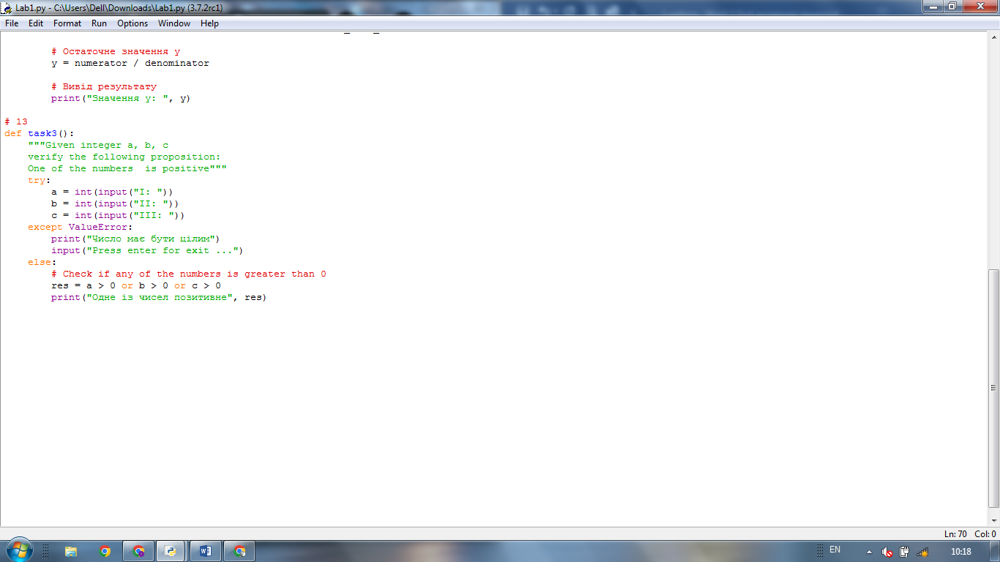 Lab1.py - C:\Users\Dell\Downloads\Lab1.py (3.7.2rc1)
File Edit Format Run Options Window Help
# Остаточне значення y
y = numerator / denominator
# Вивід результату
print("Значення y: ", y)
# 13
def task3():
"""Given integer a, b, c
verify the following proposition:
One of the numbers  is positive"""
try:
a = int(input("I: "))
b = int(input("II: "))
c = int(input("III: "))
except ValueError:
print("Число має бути цілим")
input("Press enter for exit ...")
else:
# Check if any of the numbers is greater than 0
res = a > 0 or b > 0 or c > 0
print("Одне із чисел позитивне", res)
Ln: 70 Col: 0
EN 10:18